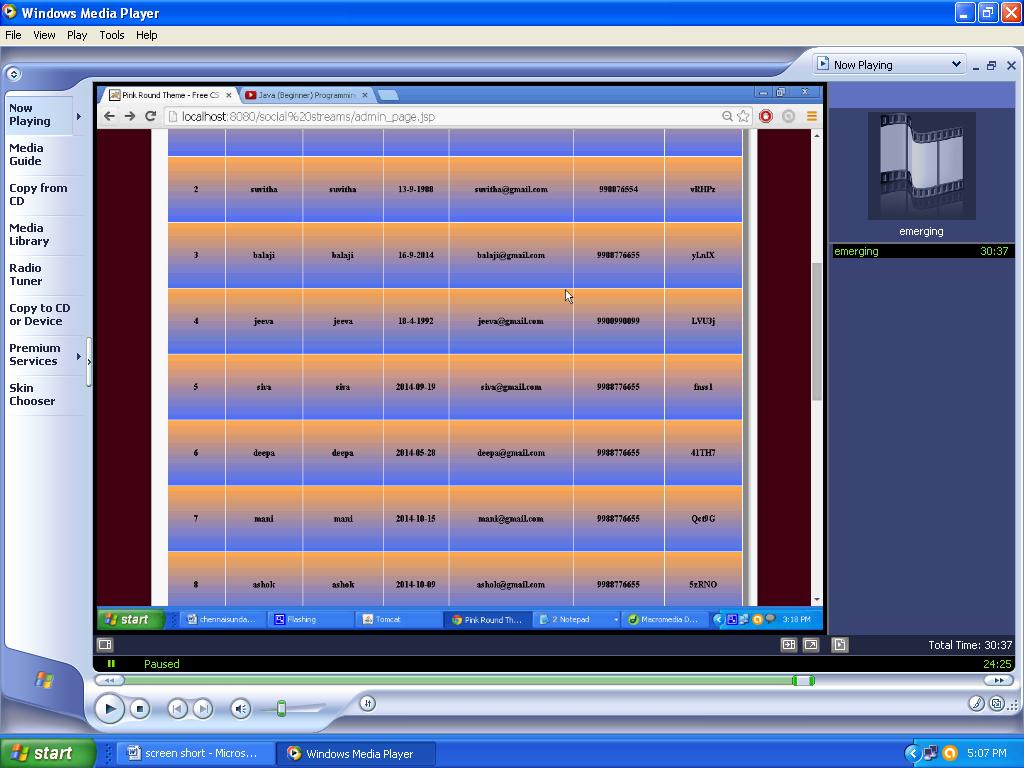 Windows Media Player
File View Play Tools Help
Now Playing
Now
Playing
Media
Guide
Copy from
CD
Media
Library
Radio
Tuner
Copy to CD
or Device
Premium
Services
Skin
Chooser
Pink Round Theme - Free CS Java (Beginner) Programmin
localhost:8080/social%20streams/admin_page.jsp
2 suvitha suvitha 13-9-1988 suvitha@gmail.com 998876554 vRHPz
3 balaji balaji 16-9-2014 balaji@gmail.com 9988776655
4 jeeva jeeva 18-4-1992 jeeva@gmail.com 9900990099 LVU3j
5 siva siva 2014-09-19 siva@gmail.com 9988776655
6 deepa deepa 2014-05-28 deepa@gmail.com 9988776655 41TH7
7 mani mani 2014-10-15 mani@gmail.com 9988776655
8 ashok ashok 2014-10-09 ashok@gmail.com 9988776655 5zRNO
start chennaisunda... Flashing Tomcat Pink Round Th... 2 Notepad Macromedia D... 3:18 PM
emerging
emerging 30:37
Total Time: 30:37
Paused 24:25
start screen short - Micros... Windows Media Player 5:07 PM